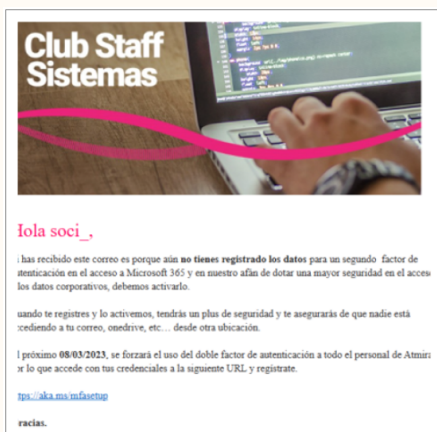 Club Staff
Sistemas
Hola soci_,
i has recibido este correo es porque aún no tienes registrado los datos para un segundo factor de
atenticación en el acceso a Microsoft 365 y en nuestro afán de dotar una mayor seguridad en el acceso
los datos corporativos, debemos activarlo.
uando te registres y lo activemos, tendrás un plus de seguridad y te asegurarás de que nadie está
cediendo a tu correo, onedrive, etc… desde otra ubicación.
l próximo 08/03/2023, se forzará el uso del doble factor de autenticación a todo el personal de Atmira
or lo que accede con tus credenciales a la siguiente URL y regístrate.
tps://aka.ms/mfasetup
racias.